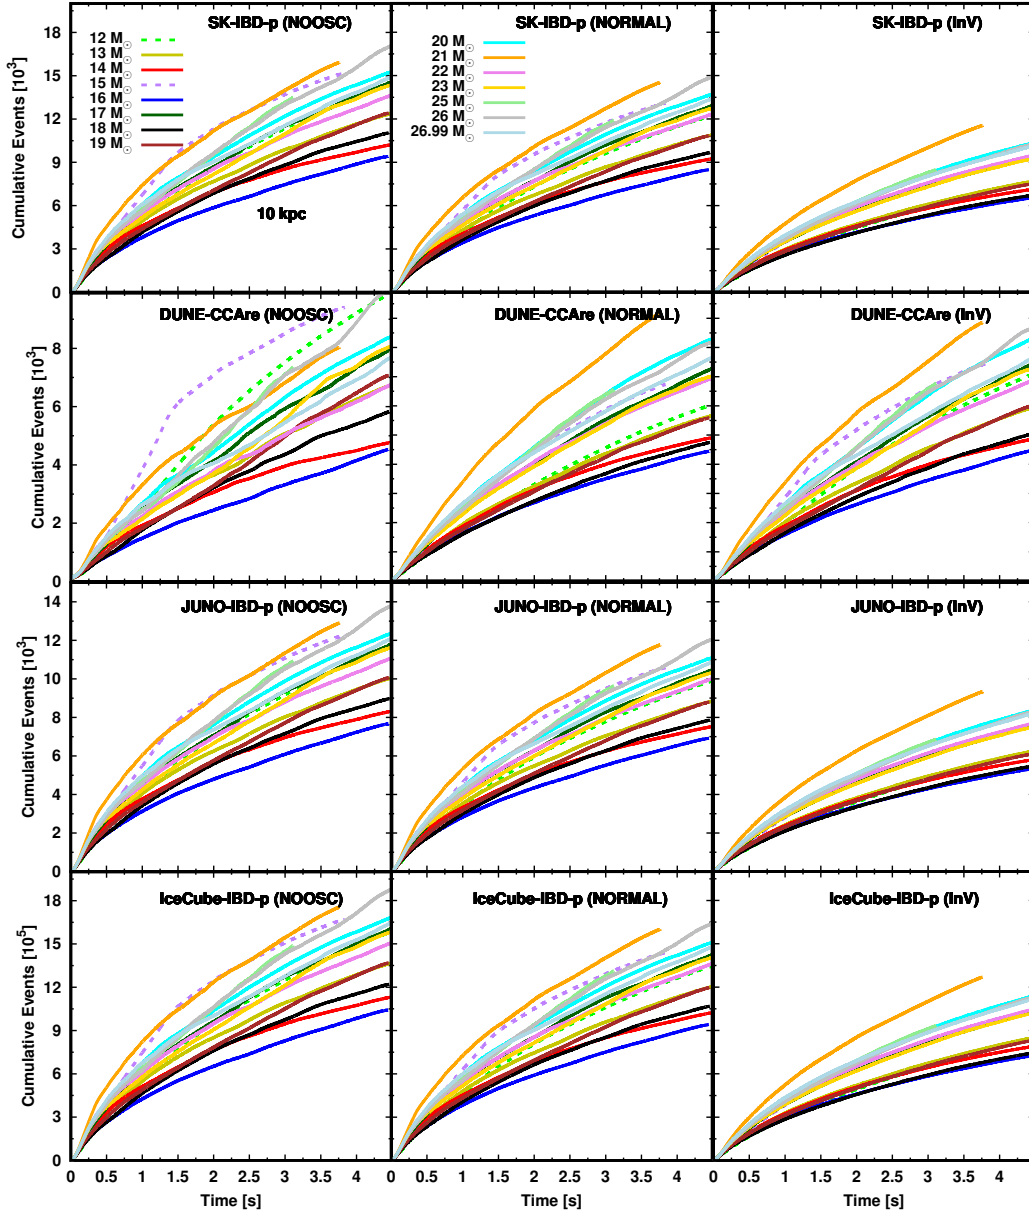 SK-IBD-p (NOOSC)
SK-IBD-p (NORMAL)
SK-IBD-p (InV)
12 M⊙
13 M⊙
14 M⊙
15 M⊙
16 M⊙
17 M⊙
18 M⊙
19 M⊙
20 M⊙
21 M⊙
22 M⊙
23 M⊙
25 M⊙
26 M⊙
26.99 M⊙
10 kpc
Cumulative Events [10³]
18
15
12
9
6
3
0
DUNE-CCAre (NOOSC)
DUNE-CCAre (NORMAL)
DUNE-CCAre (InV)
Cumulative Events [10³]
8
6
4
2
0
JUNO-IBD-p (NOOSC)
JUNO-IBD-p (NORMAL)
JUNO-IBD-p (InV)
Cumulative Events [10³]
14
12
10
8
6
4
2
0
IceCube-IBD-p (NOOSC)
IceCube-IBD-p (NORMAL)
IceCube-IBD-p (InV)
Cumulative Events [10⁵]
18
15
12
9
6
3
0
0 0.5 1 1.5 2 2.5 3 3.5 4
0 0.5 1 1.5 2 2.5 3 3.5 4
0 0.5 1 1.5 2 2.5 3 3.5 4
Time [s]
Time [s]
Time [s]